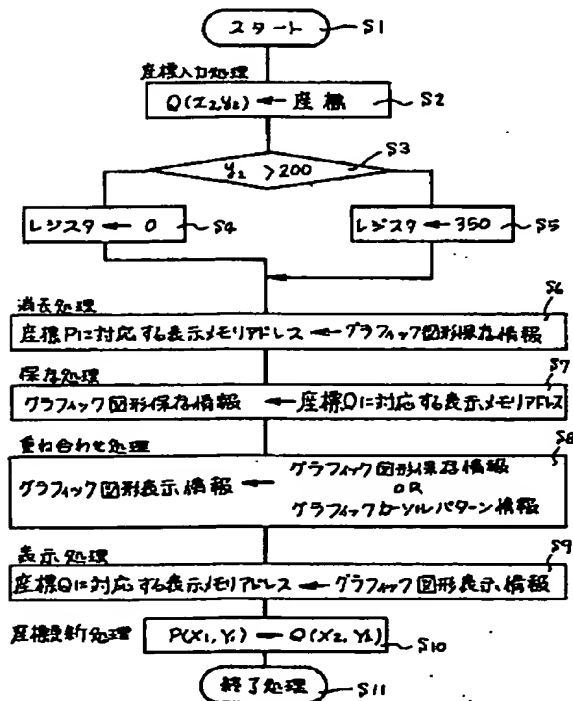 スタート S1
座標入力処理
Q(x₂,y₂) ← 座標 S2
y₂ >200 S3
レジスタ ← 0 S4
レジスタ ← 350 S5
消去処理 S6
座標Pに対応する表示メモリアドレス ← グラフィック図形保存情報
保存処理 S7
グラフィック図形保存情報 ← 座標Qに対応する表示メモリアドレス
重ね合わせ処理 S8
グラフィック図形保存情報
グラフィック図形表示情報 ← OR
グラフィックカーソルパターン情報
表示処理 S9
座標Qに対応する表示メモリアドレス ← グラフィック図形表示情報
座標更新処理 P(X₁,Y₁) ← Q(X₂,Y₂) S10
終了処理 S11